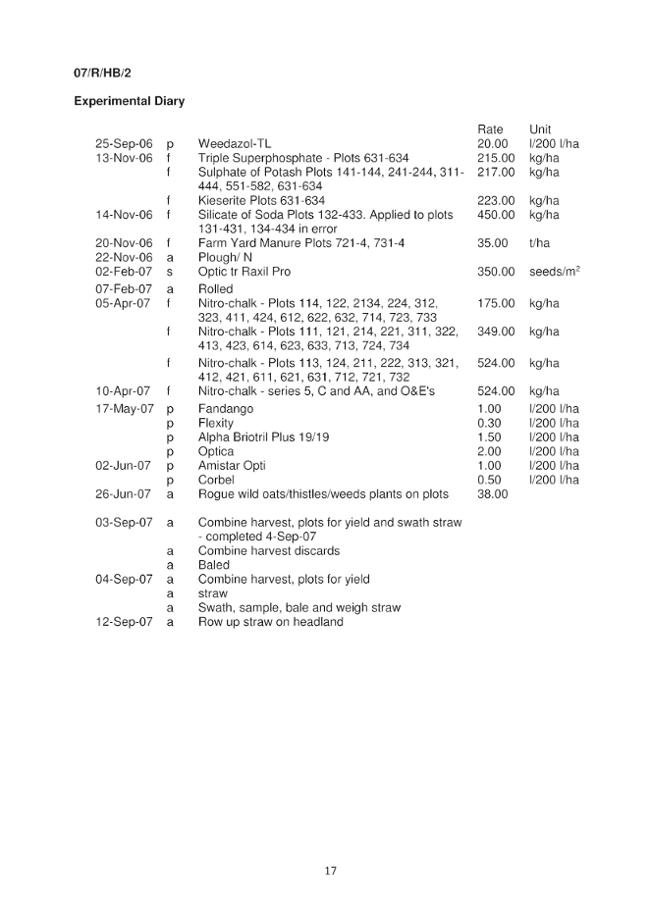 07/R/HB/2
Experimental Diary
Rate Unit
25-Sep-06 p Weedazol-TL 20.00 l/200 l/ha
13-Nov-06 f Triple Superphosphate - Plots 631-634 215.00 kg/ha
f Sulphate of Potash Plots 141-144, 241-244, 311- 217.00 kg/ha
444, 551-582, 631-634
f Kieserite Plots 631-634 223.00 kg/ha
14-Nov-06 f Silicate of Soda Plots 132-433. Applied to plots 450.00 kg/ha
131-431, 134-434 in error
20-Nov-06 f Farm Yard Manure Plots 721-4, 731-4 35.00 t/ha
22-Nov-06 a Plough/ N
02-Feb-07 s Optic tr Raxil Pro 350.00 seeds/m²
07-Feb-07 a Rolled
05-Apr-07 f Nitro-chalk - Plots 114, 122, 2134, 224, 312, 175.00 kg/ha
323, 411, 424, 612, 622, 632, 714, 723, 733
f Nitro-chalk - Plots 111, 121, 214, 221, 311, 322, 349.00 kg/ha
413, 423, 614, 623, 633, 713, 724, 734
f Nitro-chalk - Plots 113, 124, 211, 222, 313, 321, 524.00 kg/ha
412, 421, 611, 621, 631, 712, 721, 732
10-Apr-07 f Nitro-chalk - series 5, C and AA, and O&E's 524.00 kg/ha
17-May-07 p Fandango 1.00 l/200 l/ha
p Flexity 0.30 l/200 l/ha
p Alpha Briotril Plus 19/19 1.50 l/200 l/ha
p Optica 2.00 l/200 l/ha
02-Jun-07 p Amistar Opti 1.00 l/200 l/ha
p Corbel 0.50 l/200 l/ha
26-Jun-07 a Rogue wild oats/thistles/weeds plants on plots 38.00
03-Sep-07 a Combine harvest, plots for yield and swath straw
- completed 4-Sep-07
a Combine harvest discards
a Baled
04-Sep-07 a Combine harvest, plots for yield
a straw
a Swath, sample, bale and weigh straw
12-Sep-07 a Row up straw on headland
17